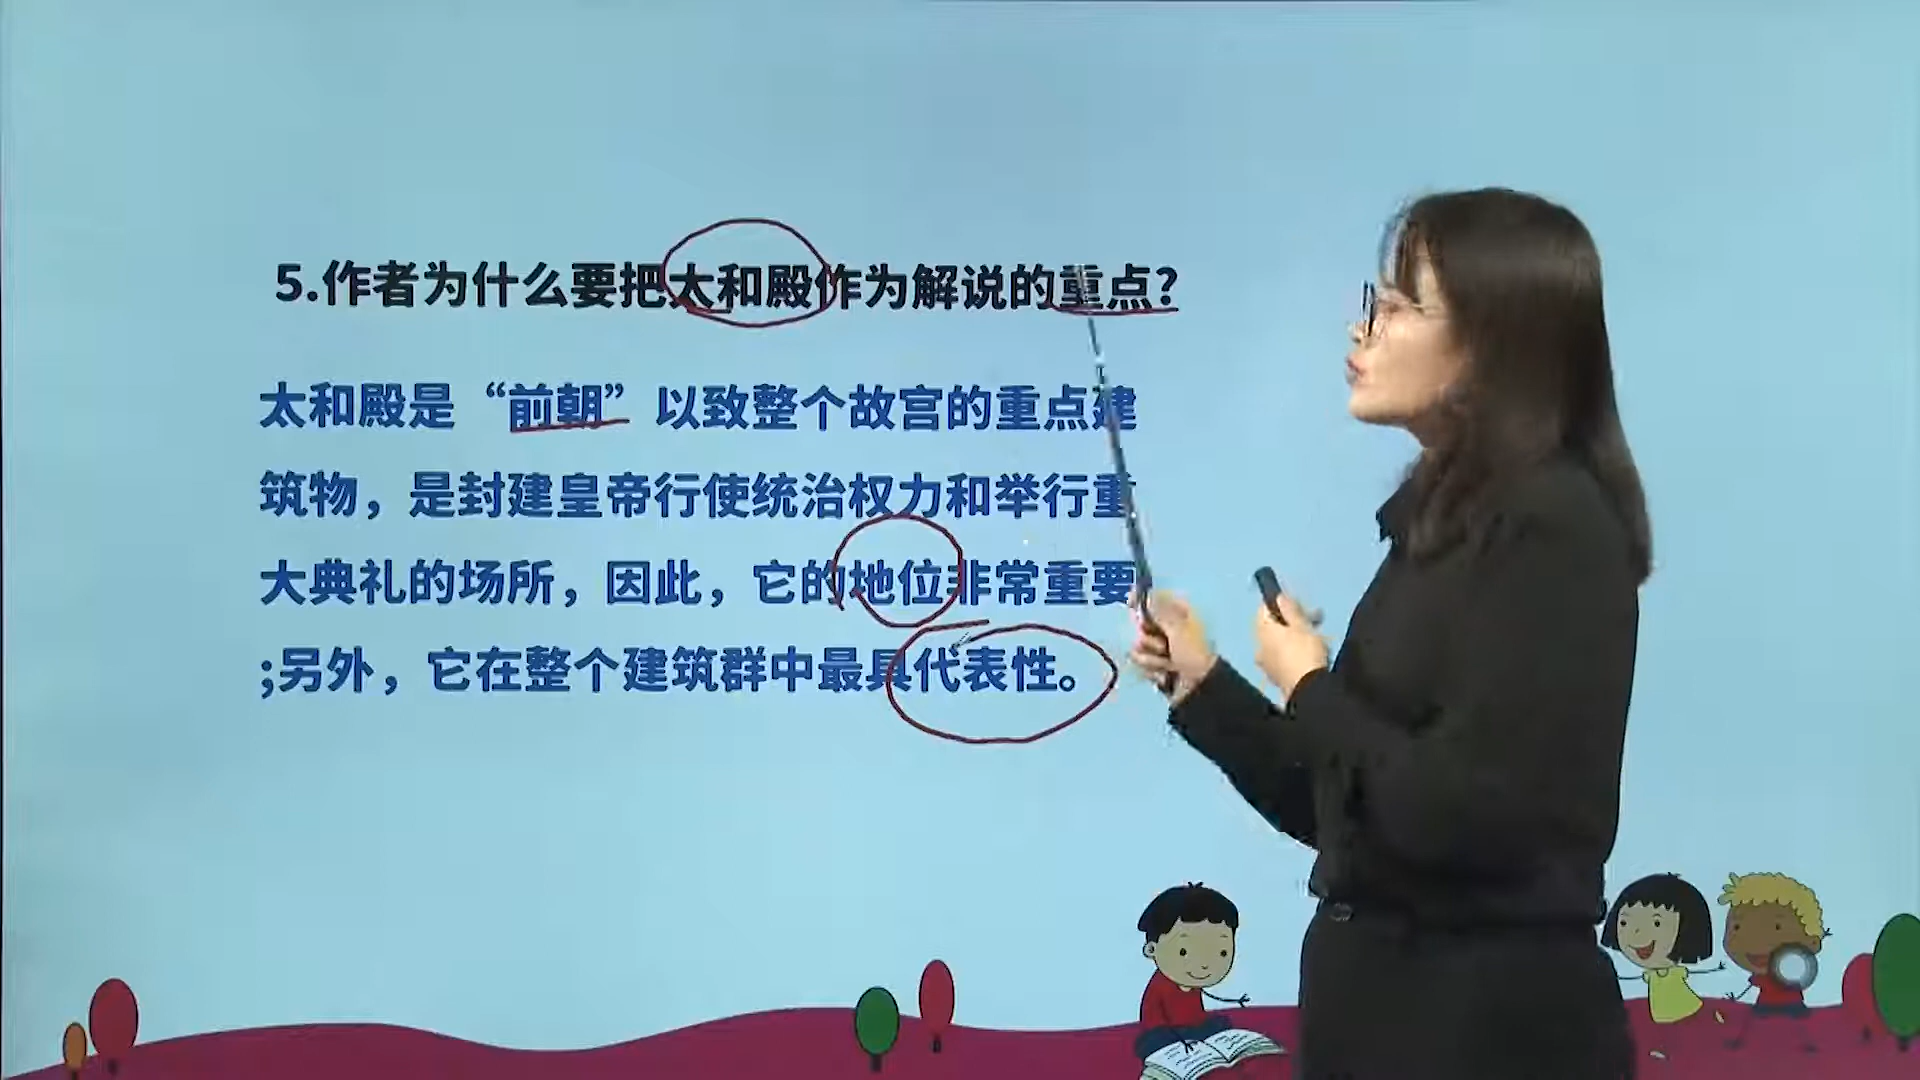 5.作者为什么要把太和殿作为解说的重点?
太和殿是“前朝”以致整个故宫的重点建
筑物，是封建皇帝行使统治权力和举行重
大典礼的场所，因此，它的地位非常重要
;另外，它在整个建筑群中最具代表性。